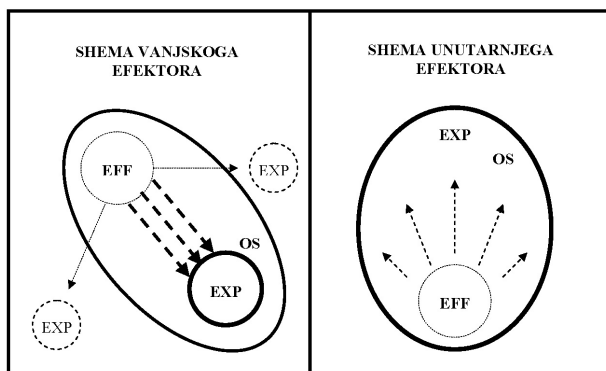 SHEMA VANJSKOGA
EFEKTORA
EFF
EXP
OS
EXP
EXP
SHEMA UNUTARNJEGA
EFEKTORA
EXP
OS
EFF